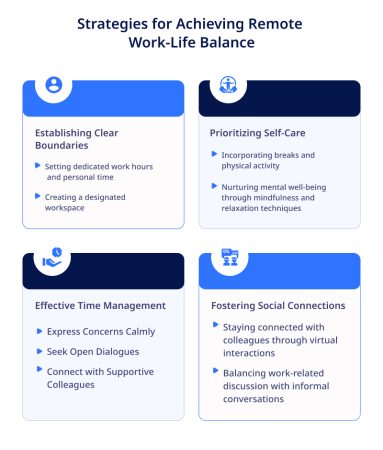 Strategies for Achieving Remote
Work-Life Balance
Establishing Clear
Boundaries
Setting dedicated work hours
and personal time
Creating a designated
workspace
Prioritizing Self-Care
Incorporating breaks and
physical activity
Nurturing mental well-being
through mindfulness and
relaxation techniques
Effective Time Management
Express Concerns Calmly
Seek Open Dialogues
Connect with Supportive
Colleagues
Fostering Social Connections
Staying connected with
colleagues through virtual
interactions
Balancing work-related
discussion with informal
conversations